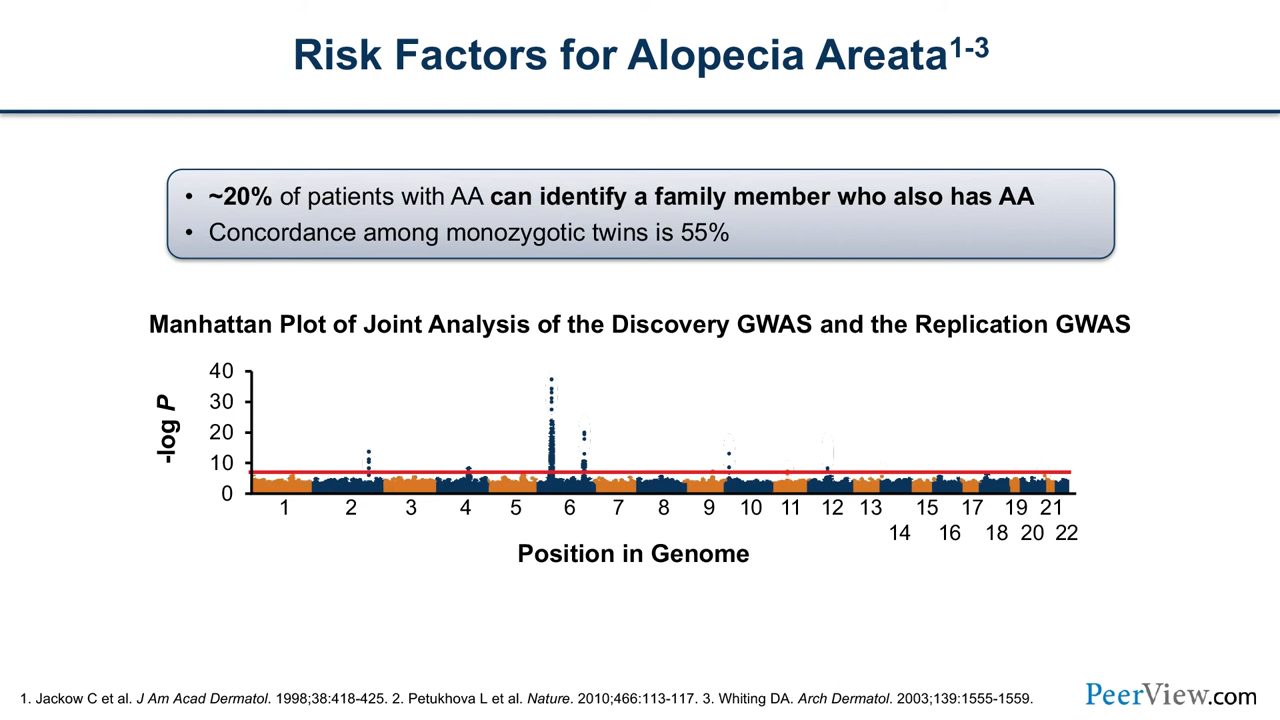 Risk Factors for Alopecia Areata1-3
• ~20% of patients with AA can identify a family member who also has AA
• Concordance among monozygotic twins is 55%
Manhattan Plot of Joint Analysis of the Discovery GWAS and the Replication GWAS
-log P
40
30
20
10
0
1 2 3 4 5 6 7 8 9 10 11 12 13 15 17 19 21
14 16 18 20 22
Position in Genome
1. Jackow C et al. J Am Acad Dermatol. 1998;38:418-425. 2. Petukhova L et al. Nature. 2010;466:113-117. 3. Whiting DA. Arch Dermatol. 2003;139:1555-1559.
PeerView.com